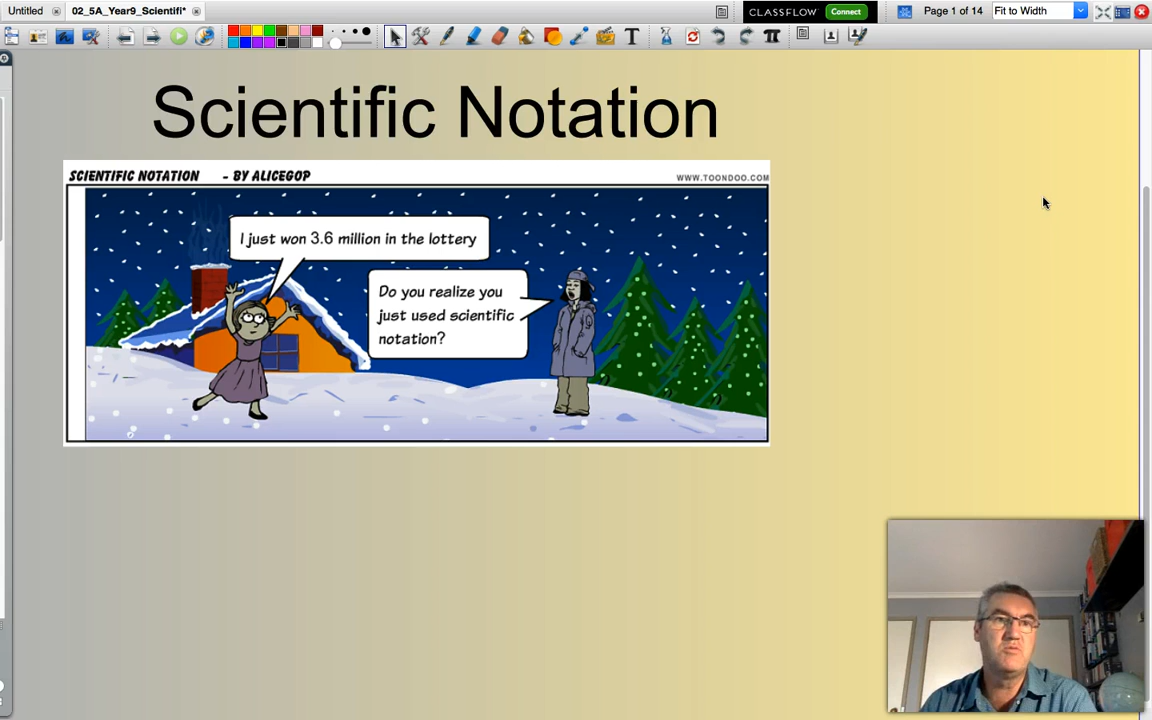 Untitled
02_5A_Year9_Scientifi*
CLASSFLOW
Connect
Page 1 of 14
Fit to Width
T
Scientific Notation
SCIENTIFIC NOTATION - BY ALICEGOP
WWW.TOONDOO.COM
I just won 3.6 million in the lottery
Do you realize you
just used scientific
notation?